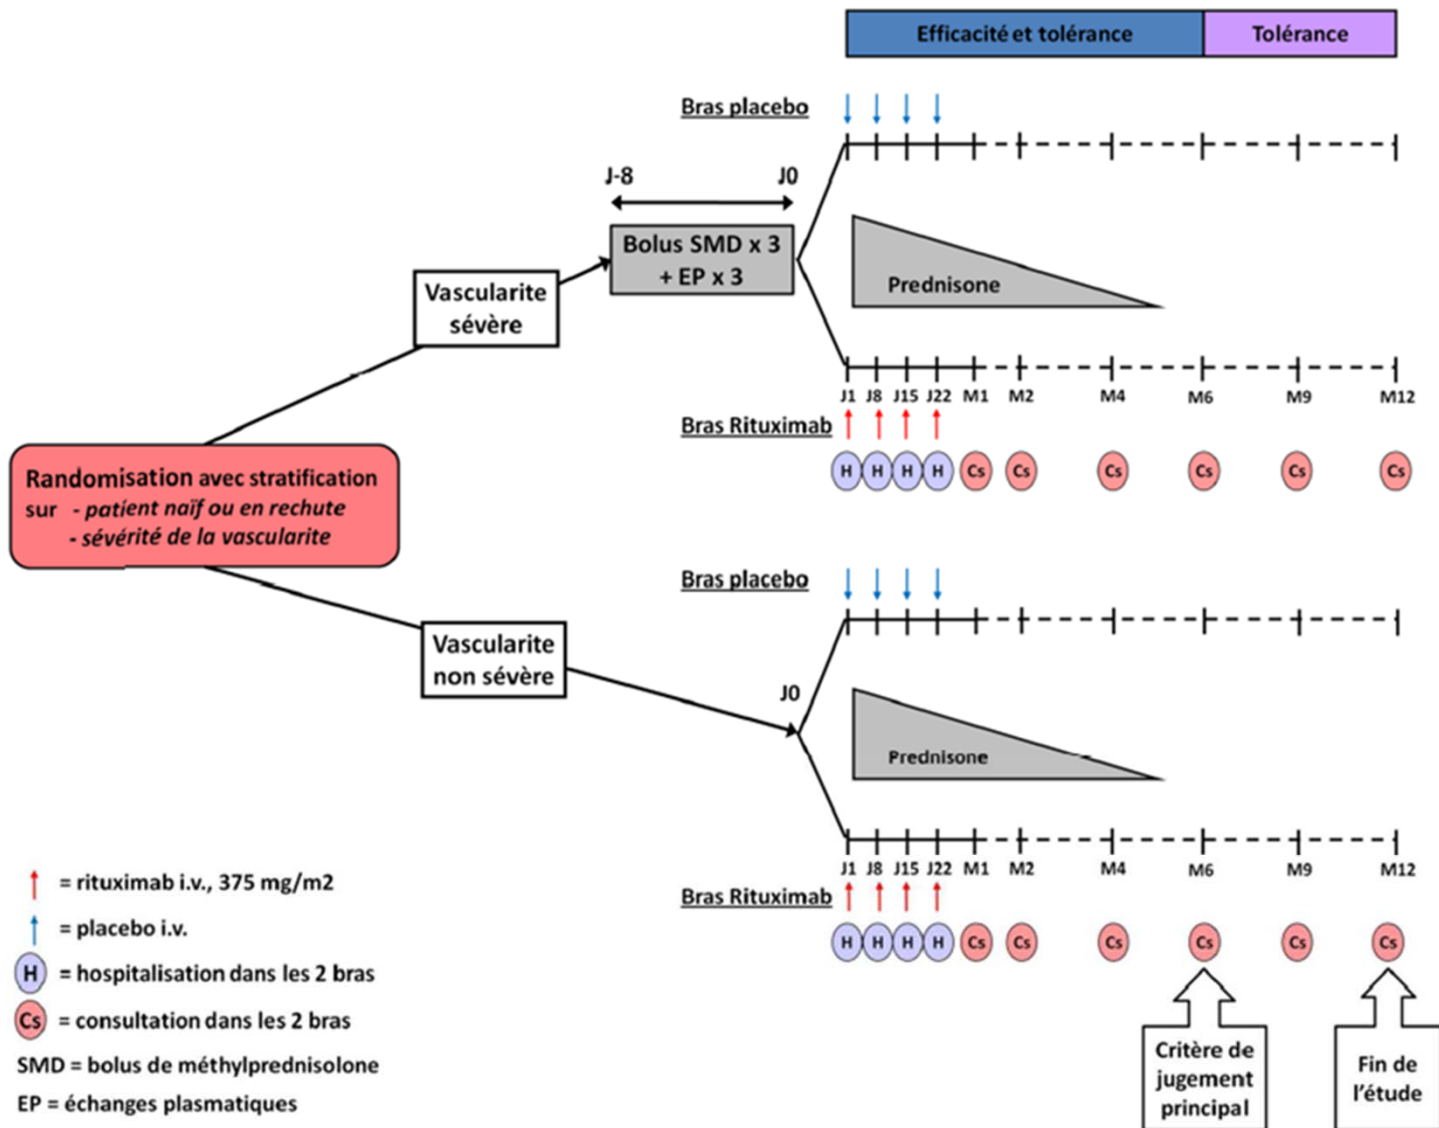 Efficacité et tolérance
Tolérance
Bras placebo
J-8
J0
Bolus SMD x 3
+ EP x 3
Vascularite
sévère
Prednisone
J1 J8 J15 J22 M1 M2 M4 M6 M9 M12
Bras Rituximab
H H H H Cs Cs Cs Cs Cs Cs
Randomisation avec stratification
sur - patient naïf ou en rechute
- sévérité de la vascularite
Bras placebo
Vascularite
non sévère
J0
Prednisone
J1 J8 J15 J22 M1 M2 M4 M6 M9 M12
Bras Rituximab
H H H H Cs Cs Cs Cs Cs Cs
= rituximab i.v., 375 mg/m2
= placebo i.v.
H = hospitalisation dans les 2 bras
Cs = consultation dans les 2 bras
SMD = bolus de méthylprednisolone
EP = échanges plasmatiques
Critère de
jugement
principal
Fin de
l'étude